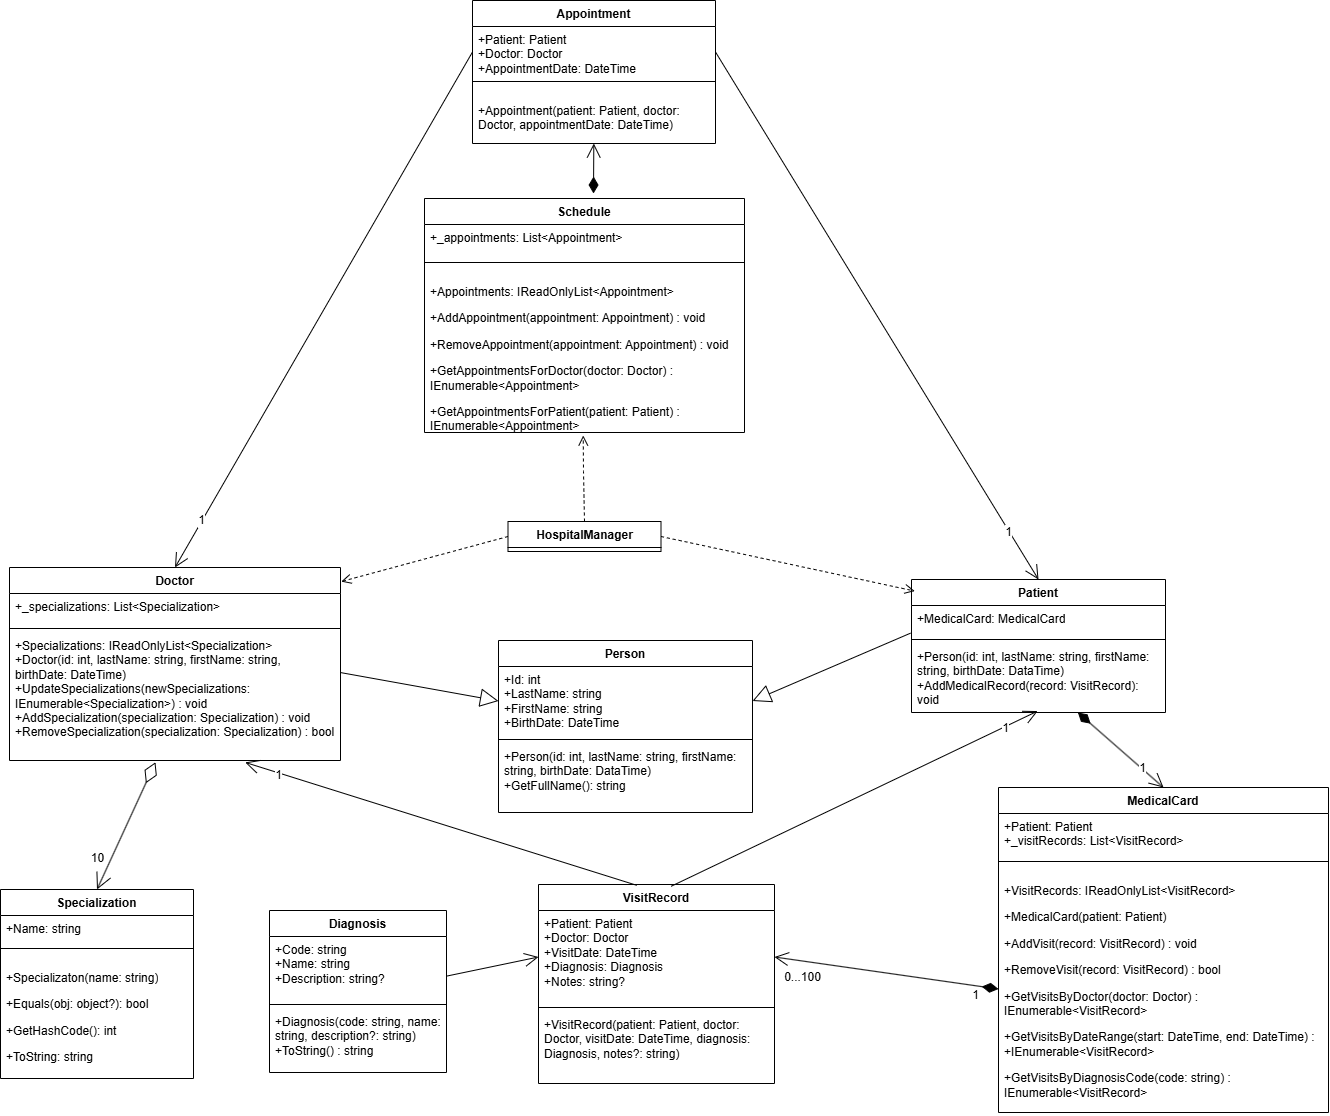 Appointment
+Patient: Patient
+Doctor: Doctor
+AppointmentDate: DateTime
+Appointment(patient: Patient, doctor:
Doctor, appointmentDate: DateTime)
Schedule
+_appointments: List<Appointment>
+Appointments: IReadOnlyList<Appointment>
+AddAppointment(appointment: Appointment) : void
+RemoveAppointment(appointment: Appointment) : void
+GetAppointmentsForDoctor(doctor: Doctor) :
IEnumerable<Appointment>
+GetAppointmentsForPatient(patient: Patient) :
IEnumerable<Appointment>
1
1
HospitalManager
Doctor
+_specializations: List<Specialization>
+Specializations: IReadOnlyList<Specialization>
+Doctor(id: int, lastName: string, firstName: string,
birthDate: DateTime)
+UpdateSpecializations(newSpecializations:
IEnumerable<Specialization>) : void
+AddSpecialization(specialization: Specialization) : void
+RemoveSpecialization(specialization: Specialization) : bool
Patient
+MedicalCard: MedicalCard
+Person(id: int, lastName: string, firstName:
string, birthDate: DataTime)
+AddMedicalRecord(record: VisitRecord):
void
Person
+Id: int
+LastName: string
+FirstName: string
+BirthDate: DateTime
+Person(id: int, lastName: string, firstName:
string, birthDate: DataTime)
+GetFullName(): string
1
1
1
10
MedicalCard
+Patient: Patient
+_visitRecords: List<VisitRecord>
+VisitRecords: IReadOnlyList<VisitRecord>
+MedicalCard(patient: Patient)
+AddVisit(record: VisitRecord) : void
+RemoveVisit(record: VisitRecord) : bool
+GetVisitsByDoctor(doctor: Doctor) :
IEnumerable<VisitRecord>
+GetVisitsByDateRange(start: DateTime, end: DateTime) :
+IEnumerable<VisitRecord>
+GetVisitsByDiagnosisCode(code: string) :
IEnumerable<VisitRecord>
Specialization
+Name: string
+Specializaton(name: string)
+Equals(obj: object?): bool
+GetHashCode(): int
+ToString: string
Diagnosis
+Code: string
+Name: string
+Description: string?
+Diagnosis(code: string, name:
string, description?: string)
+ToString() : string
VisitRecord
+Patient: Patient
+Doctor: Doctor
+VisitDate: DateTime
+Diagnosis: Diagnosis
+Notes: string?
+VisitRecord(patient: Patient, doctor:
Doctor, visitDate: DateTime, diagnosis:
Diagnosis, notes?: string)
0...100
1